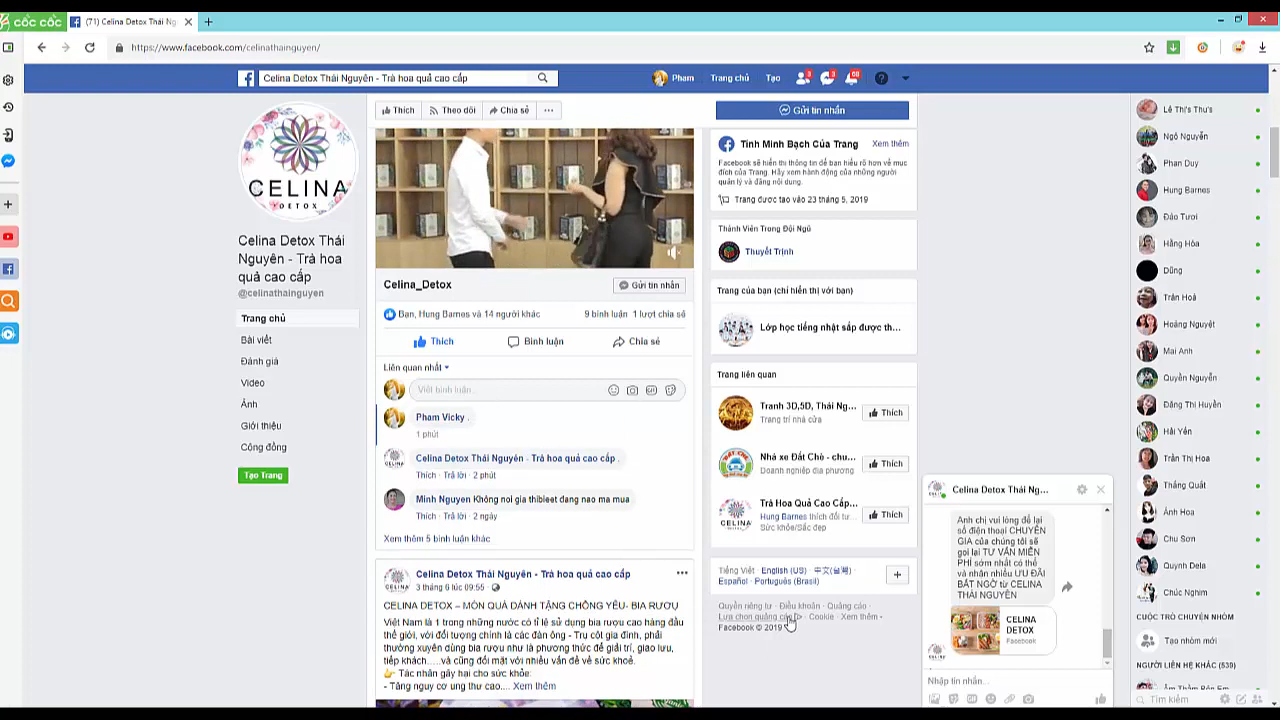 cốc cốc
(71) Celina Detox Thái Ng
https://www.facebook.com/celinathainguyen/
Celina Detox Thái Nguyên - Trà hoa quả cao cấp
Pham
Trang chủ
Tạo
CELINA
DETOX
Celina Detox Thái
Nguyên - Trà hoa
quả cao cấp
@celinathainguyen
Trang chủ
Bài viết
Đánh giá
Video
Ảnh
Giới thiệu
Cộng đồng
Tạo Trang
Thích
Theo dõi
Chia sẻ
Gửi tin nhắn
Celina_Detox
Gửi tin nhắn
Bạn, Hung Barnes và 14 người khác
9 bình luận 1 lượt chia sẻ
Thích
Bình luận
Chia sẻ
Liên quan nhất
Viết bình luận...
Pham Vicky .
1 phút
Celina Detox Thái Nguyên - Trà hoa quả cao cấp .
Thích · Trả lời · 2 phút
Minh Nguyen Không noi gia thibleet đang nao ma mua
Thích · Trả lời · 2 ngày
Xem thêm 5 bình luận khác
Celina Detox Thái Nguyên - Trà hoa quả cao cấp
3 tháng 6 lúc 09:55 ·
CELINA DETOX – MÓN QUÀ DÀNH TẶNG CHỒNG YÊU- BIA RƯỢU
Việt Nam là 1 trong những nước có tỉ lệ sử dụng bia rượu cao hàng đầu
thế giới, với đối tượng chính là các đàn ông - Trụ cột gia đình, phải
thường xuyên dùng bia rượu như là phương thức để giải trí, giao lưu,
tiếp khách.....và cũng đối mặt với nhiều vấn đề về sức khoẻ.
👉 Tác nhân gây hại cho sức khỏe:
- Tăng nguy cơ ung thư cao.... Xem thêm
Tính Minh Bạch Của Trang
Xem thêm
Facebook sẽ hiển thị thông tin để bạn hiểu rõ hơn về mục
đích của Trang. Hãy xem hành động của những người
quản lý và đăng nội dung.
Trang được tạo vào 23 tháng 5, 2019
Thành Viên Trong Đội Ngũ
Thuyết Trịnh
Trang của bạn (chỉ hiển thị với bạn)
Lớp học tiếng nhật sắp được th...
Trang liên quan
Tranh 3D,5D, Thái Ng...
Trang trí nhà cửa
Thích
Nhà xe Đất Chè - chu...
Doanh nghiệp địa phương
Thích
Trà Hoa Quả Cao Cấp...
Hung Barnes thích đi tư...
Sức khỏe/Sắc đẹp
Thích
Tiếng Việt · English (US) · 中文(台灣) ·
Español · Português (Brasil)
Quyền riêng tư · Điều khoản · Quảng cáo ·
Lựa chọn quảng cáo · Cookie · Xem thêm
Facebook © 2019
Celina Detox Thái Ng...
Anh chị vui lòng để lại
số điện thoại CHUYÊN
GIA của chúng tôi sẽ
gọi lại TƯ VẤN MIỄN
PHÍ sớm nhất có thể
và nhận nhiều ƯU ĐÃI
BẤT NGỜ từ CELINA
THÁI NGUYÊN
CELINA
DETOX
Facebook
Nhập tin nhắn...
Lê Thị's Thu's
Ngô Nguyễn
Phan Duy
Hung Barnes
Đào Tươi
Hằng Hòa
Dũng
Trần Hoà
Hoàng Nguyệt
Mai Anh
Quyền Nguyễn
Đặng Thị Huyền
Hải Yến
Trần Thị Hoa
Thắng Quất
Ánh Hoa
Chu Sơn
Quỳnh Dela
Chúc Nghim
CUỘC TRÒ CHUYỆN NHÓM
Tạo nhóm mới
NGƯỜI LIÊN HỆ KHÁC (539)
Tìm kiếm